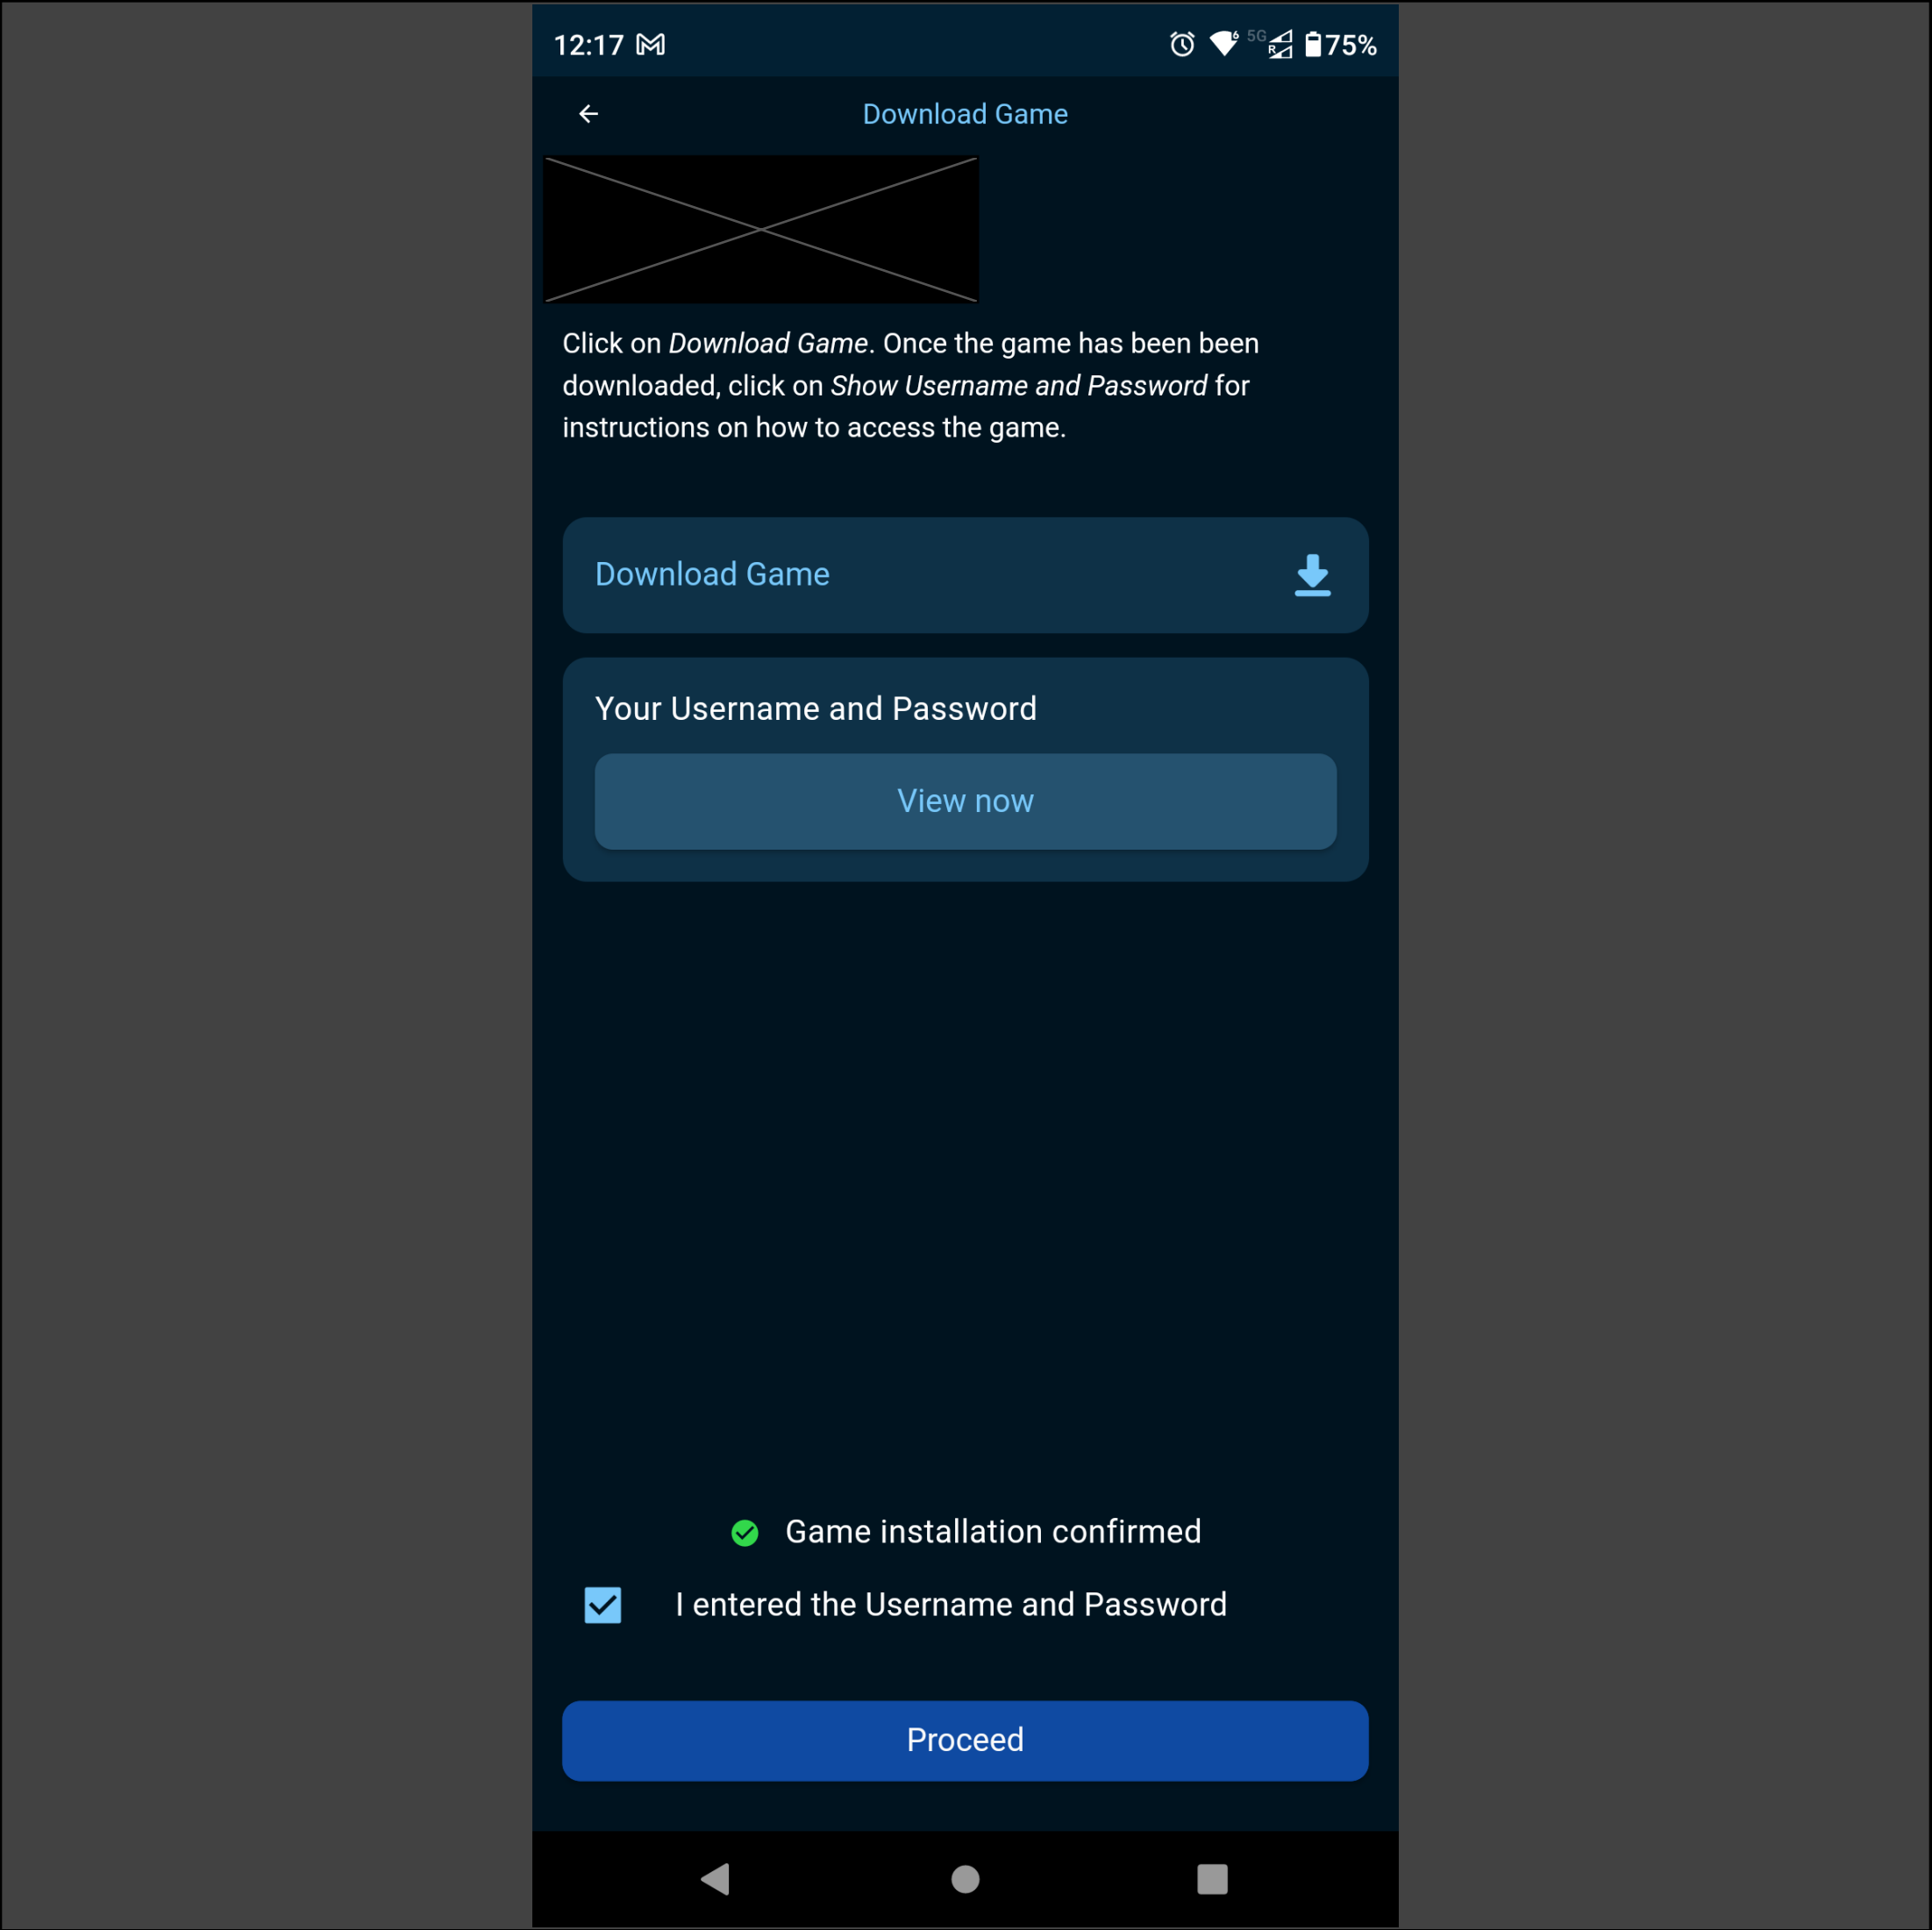 12:17
6 5G R 75%
Download Game
Click on Download Game. Once the game has been been
downloaded, click on Show Username and Password for
instructions on how to access the game.
Download Game
Your Username and Password
View now
Game installation confirmed
I entered the Username and Password
Proceed